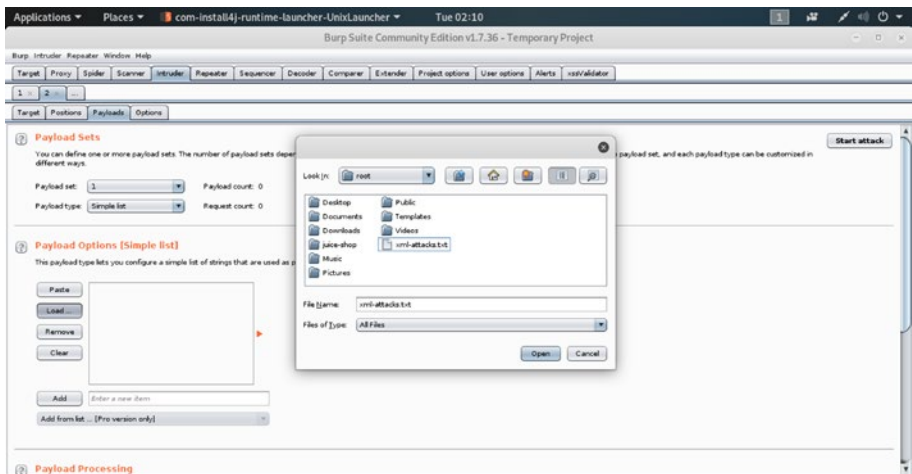 Applications Places com-install4j-runtime-launcher-UnixLauncher Tue 02:10 1
Burp Suite Community Edition v1.7.36 - Temporary Project
Burp Intruder Repeater Window Help
Target Proxy Spider Scanner Intruder Repeater Sequencer Decoder Comparer Extender Project options User options Alerts xssValidator
1 × 2 × ...
Target Positions Payloads Options
? Payload Sets
Start attack
You can define one or more payload sets. The number of payload sets deper
payload set, and each payload type can be customized in
different ways.
Payload set: 1 Payload count: 0
Payload type: Simple list Request count: 0
? Payload Options [Simple list]
This payload type lets you configure a simple list of strings that are used as p
Paste
Load ...
Remove
Clear
Add Enter a new item
Add from list ... [Pro version only]
? Payload Processing
Look In: root
Desktop Public
Documents Templates
Downloads Videos
juice-shop xml-attacks.txt
Music
Pictures
File Name: xml-attacks.txt
Files of Type: All Files
Open Cancel